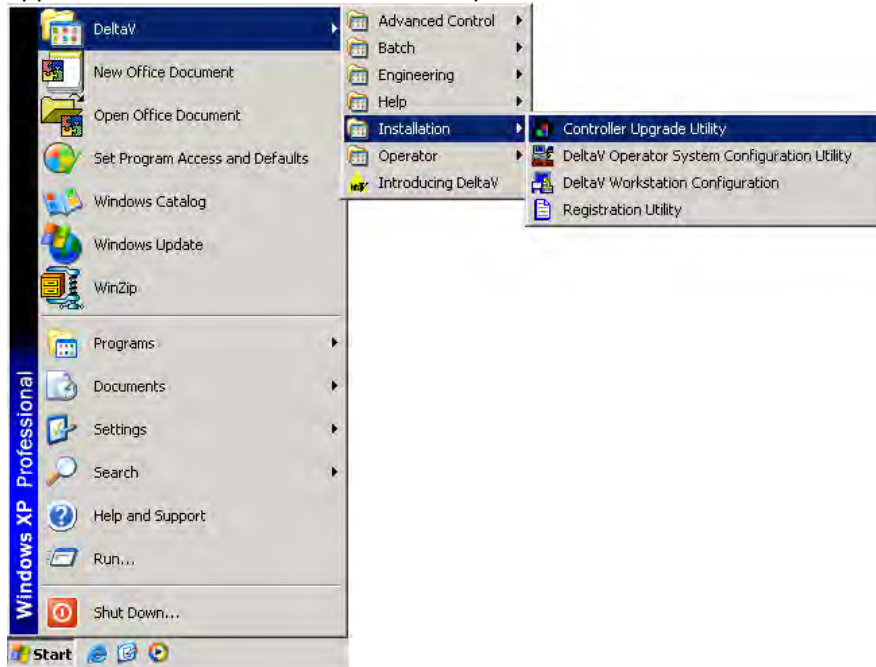 DeltaV
New Office Document
Open Office Document
Set Program Access and Defaults
Windows Catalog
Windows Update
WinZip
Programs
Documents
Settings
Search
Help and Support
Run...
Shut Down...
Windows XP Professional
Start
Advanced Control
Batch
Engineering
Help
Installation
Operator
Introducing DeltaV
Controller Upgrade Utility
DeltaV Operator System Configuration Utility
DeltaV Workstation Configuration
Registration Utility